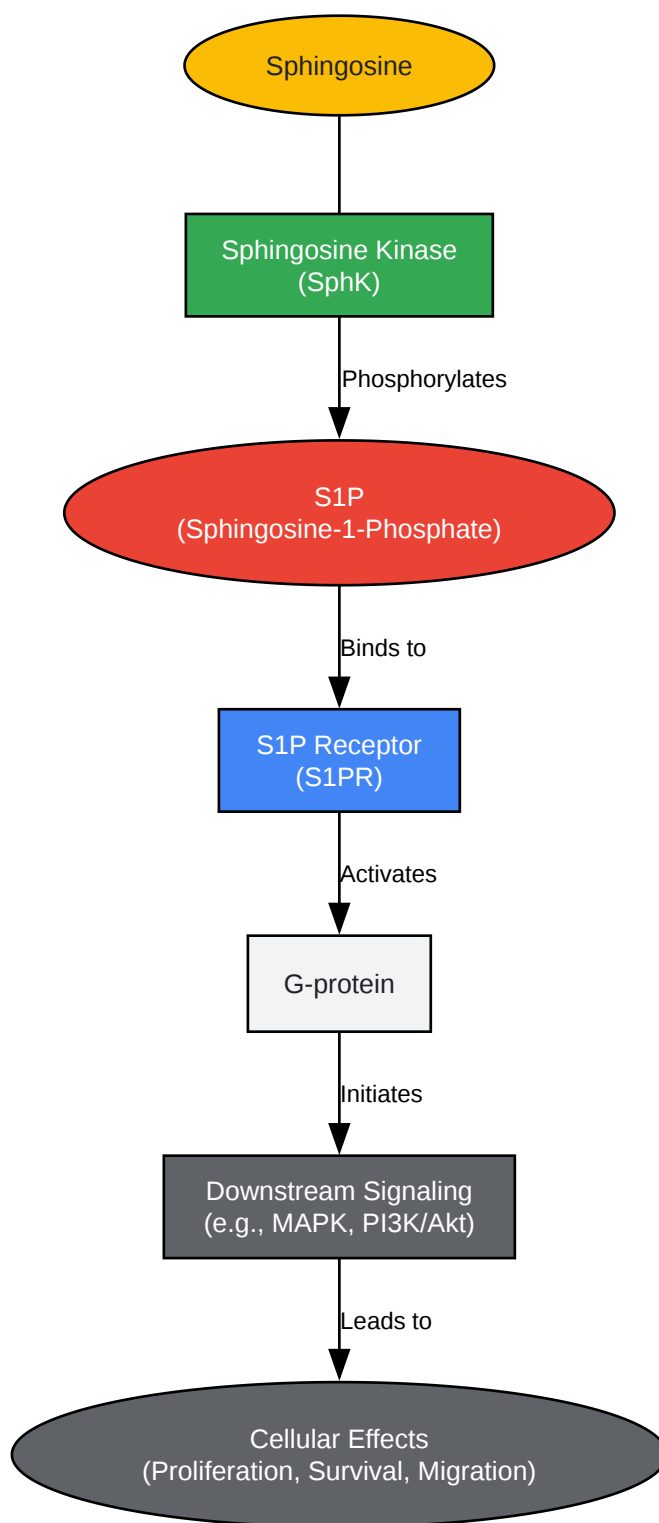 Sphingosine
Sphingosine Kinase
(SphK)
Phosphorylates
S1P
(Sphingosine-1-Phosphate)
Binds to
S1P Receptor
(S1PR)
Activates
G-protein
Initiates
Downstream Signaling
(e.g., MAPK, PI3K/Akt)
Leads to
Cellular Effects
(Proliferation, Survival, Migration)